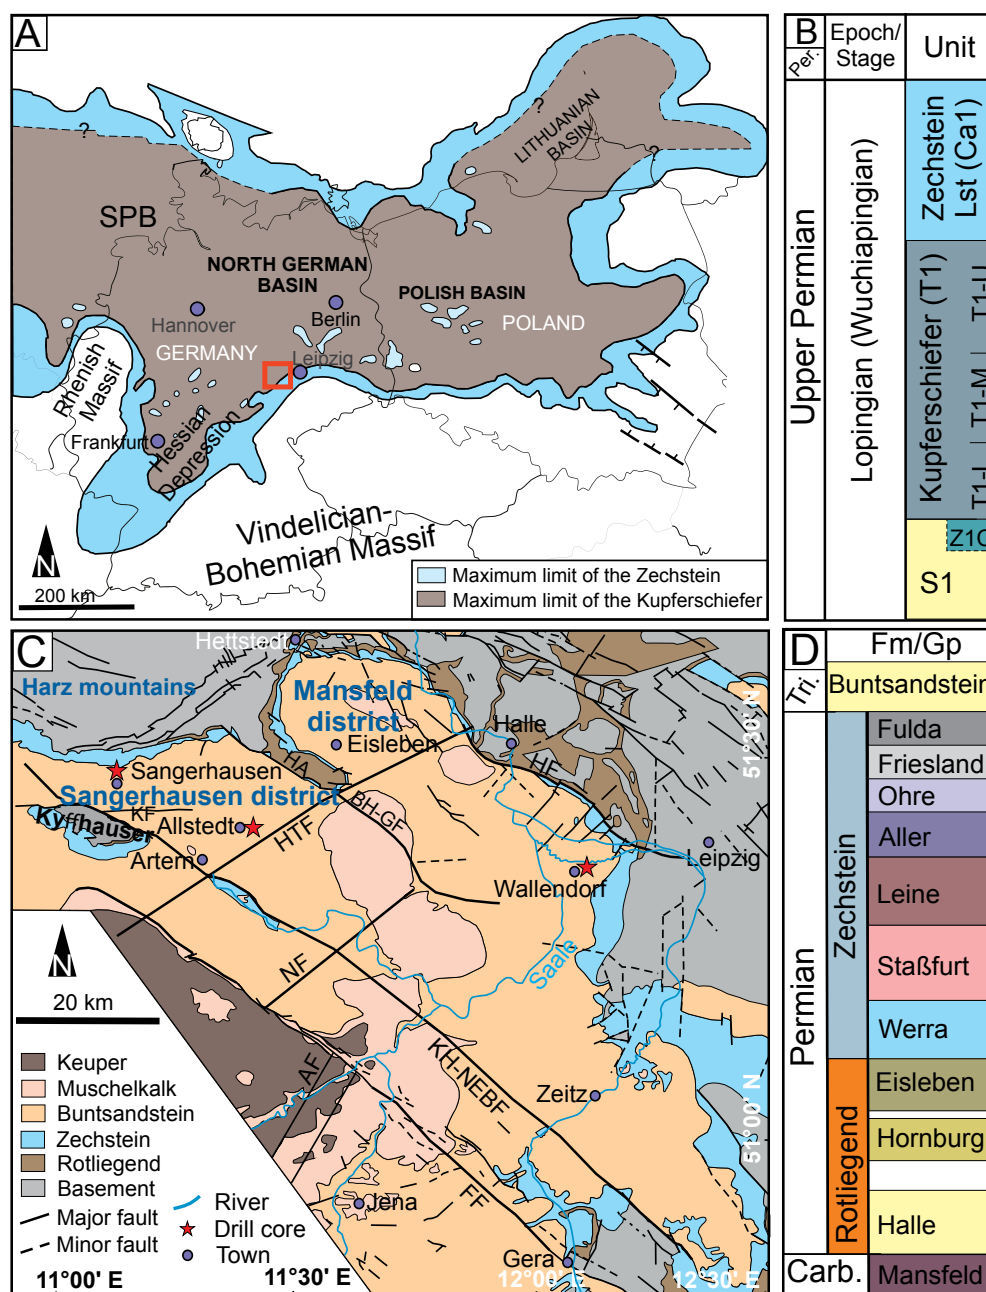 A
?
?
?
LITHUANIAN
BASIN
SPB
NORTH GERMAN
BASIN
POLISH BASIN
Hannover
Berlin
POLAND
GERMANY
Leipzig
Rhenish
Massif
Frankfurt
Hessian
Depression
Vindelician-
Bohemian Massif
N
200 km
Maximum limit of the Zechstein
Maximum limit of the Kupferschiefer
B
Per.
Epoch/
Stage
Unit
Upper Permian
Lopingian (Wuchiapingian)
Zechstein
Lst (Ca1)
Kupferschiefer (T1)
T1-L
T1-M
T1-U
Z1C
S1
C
Hettstedt
Harz mountains
Mansfeld
district
Halle
Eisleben
51°30' N
Sangerhausen
HA
HF
Sangerhausen district
KF
BH-GF
Kyffhäuser
Allstedt
HTF
Artern
Leipzig
Wallendorf
N
20 km
NF
Saale
AF
KH-NEBF
Zeitz
51°00' N
FF
Jena
Gera
Keuper
Muschelkalk
Buntsandstein
Zechstein
Rotliegend
Basement
Major fault
Minor fault
River
Drill core
Town
11°00' E
11°30' E
12°00' E
12°30' E
D
Fm/Gp
Tri.
Buntsandstein
Permian
Zechstein
Fulda
Friesland
Ohre
Aller
Leine
Staßfurt
Werra
Rotliegend
Eisleben
Hornburg
Halle
Carb.
Mansfeld